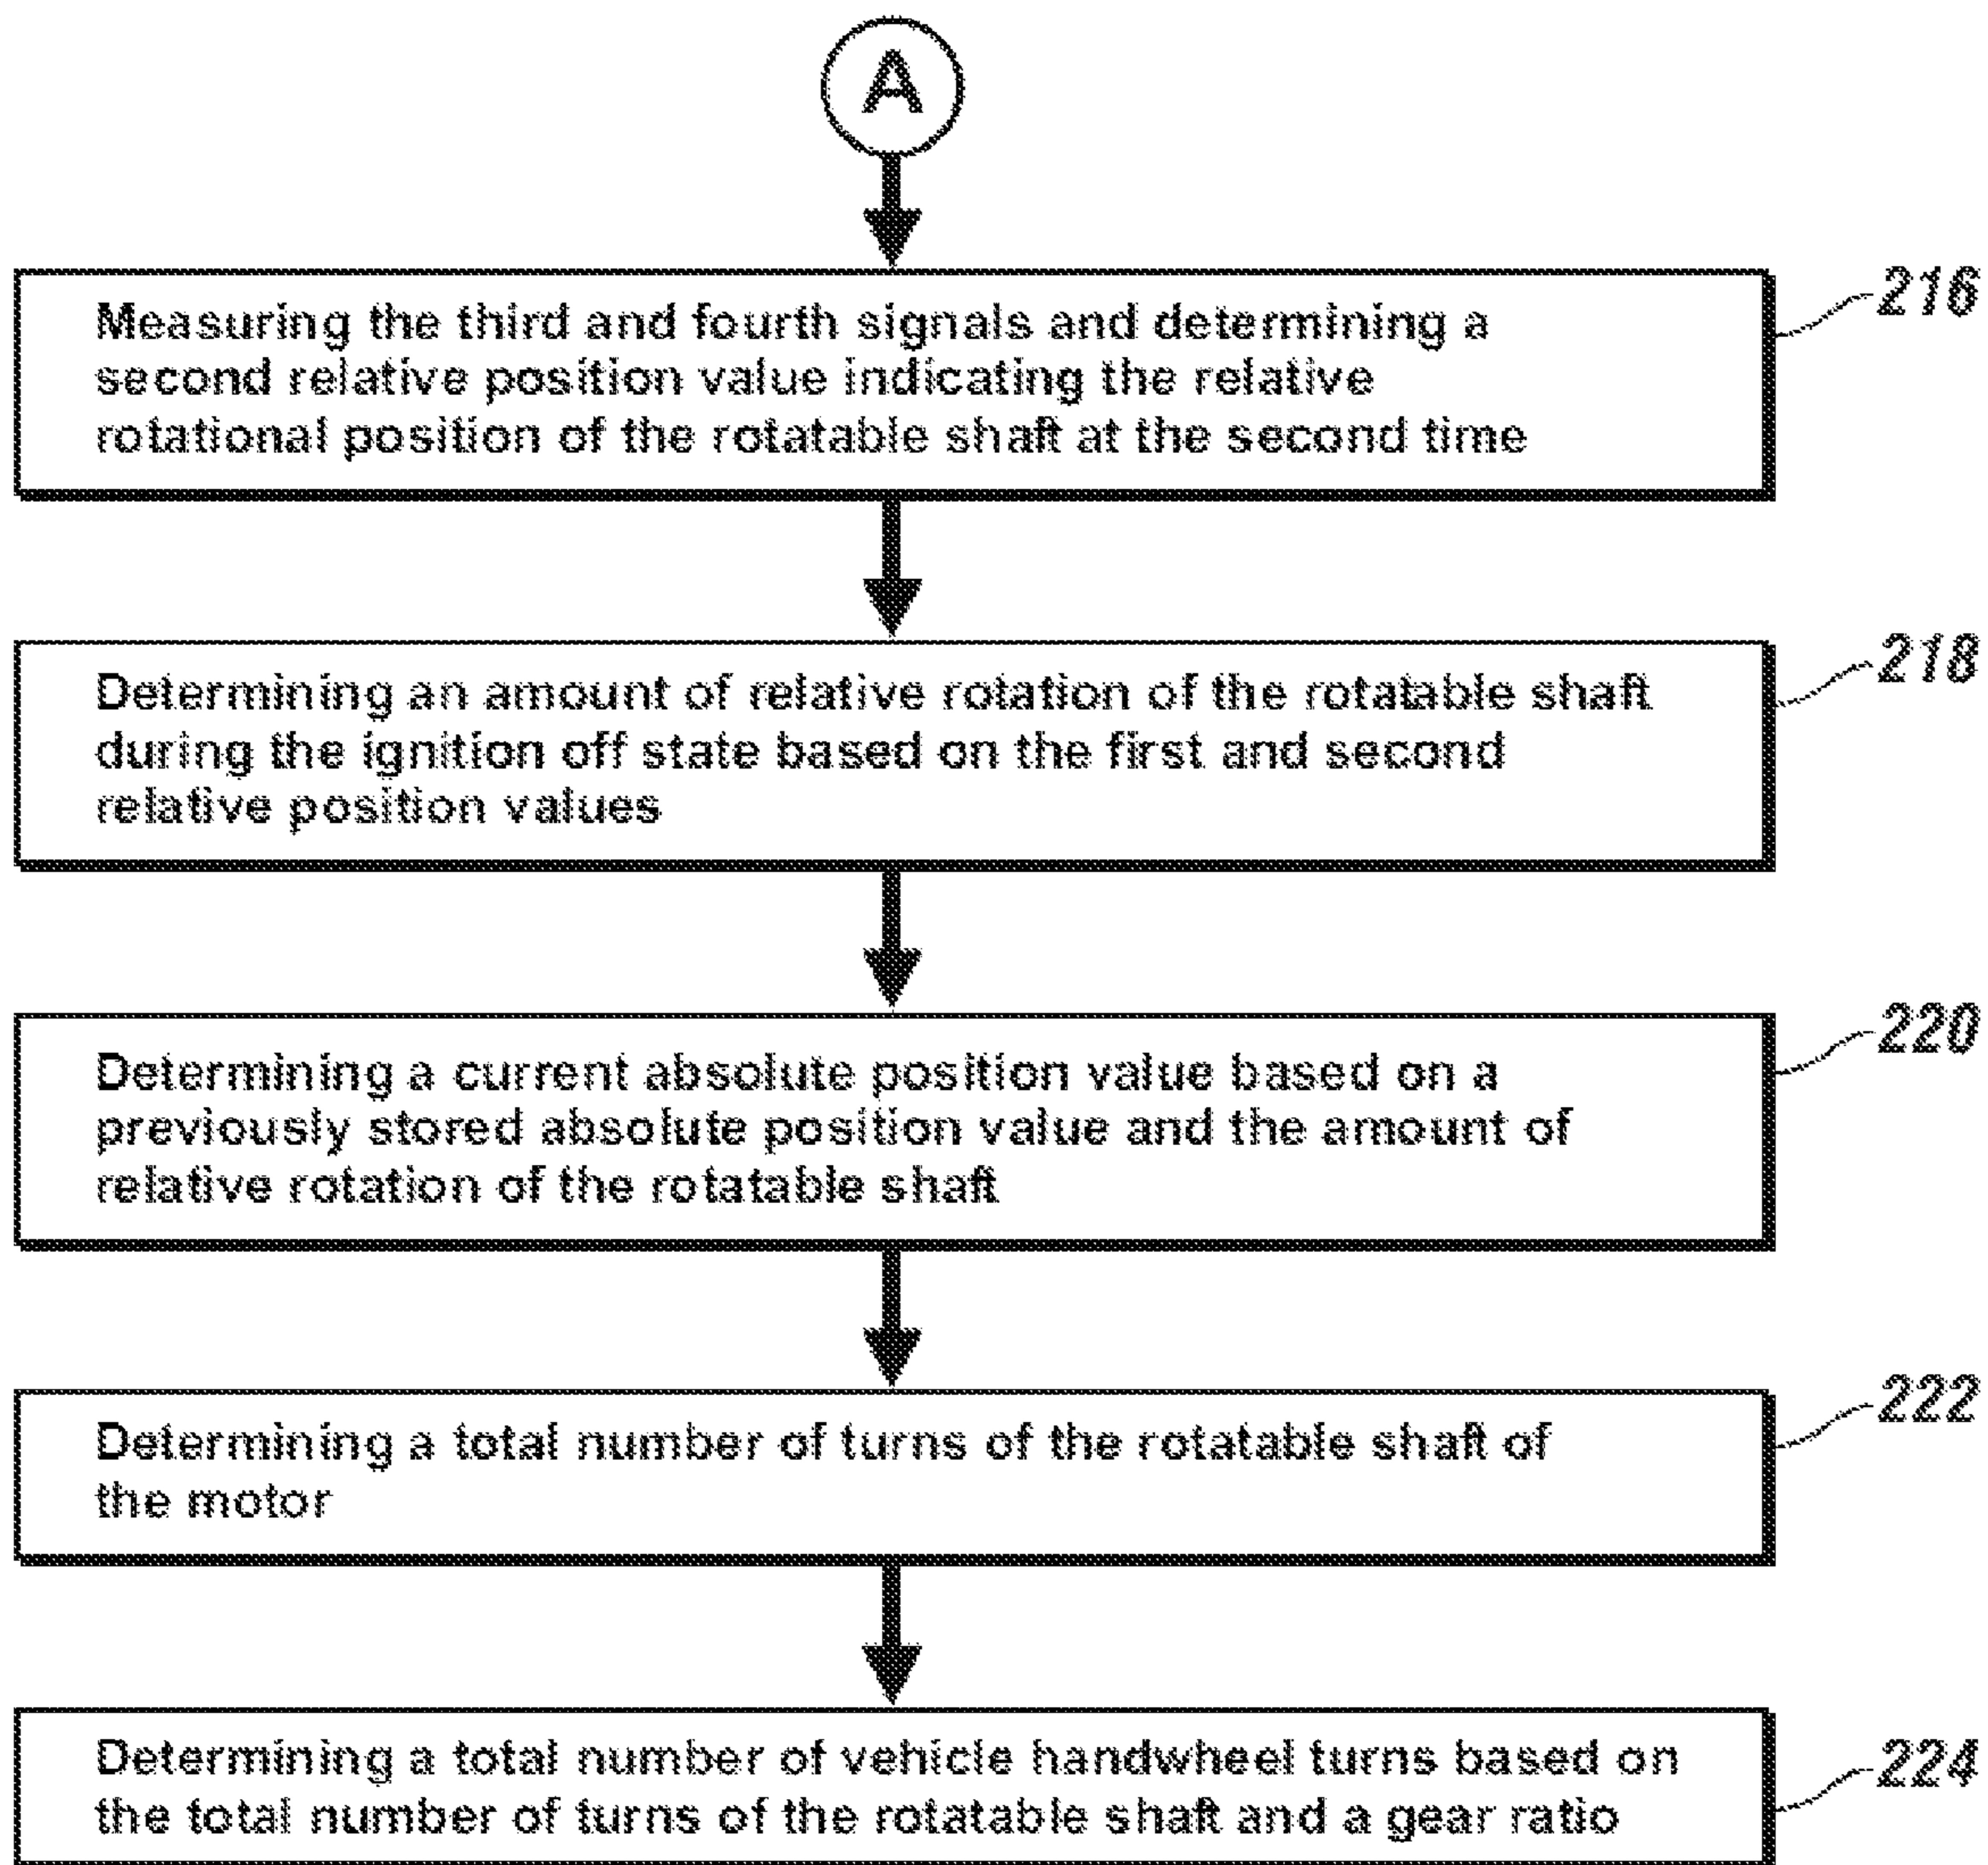 A
Measuring the third and fourth signals and determining a
second relative position value indicating the relative
rotational position of the rotatable shaft at the second time
216
Determining an amount of relative rotation of the rotatable shaft
during the ignition off state based on the first and second
relative position values
218
Determining a current absolute position value based on a
previously stored absolute position value and the amount of
relative rotation of the rotatable shaft
220
Determining a total number of turns of the rotatable shaft of
the motor
222
Determining a total number of vehicle handwheel turns based on
the total number of turns of the rotatable shaft and a gear ratio
224